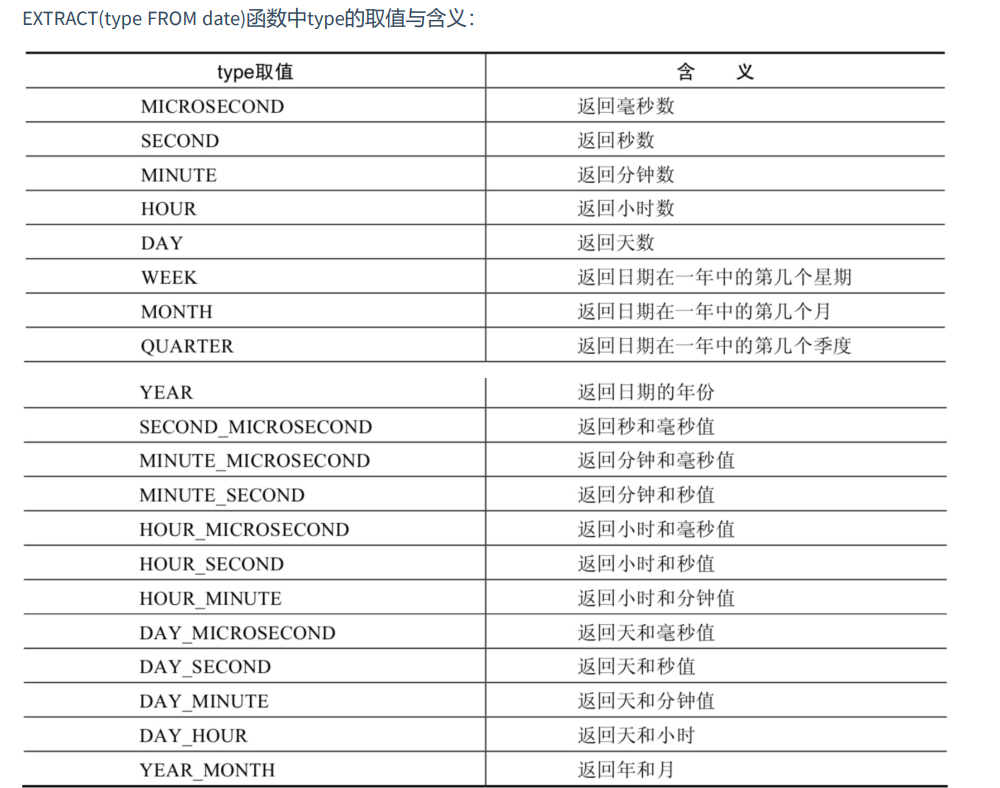 EXTRACT(type FROM date)函数中type的取值与含义：
type取值 含 义
MICROSECOND 返回毫秒数
SECOND 返回秒数
MINUTE 返回分钟数
HOUR 返回小时数
DAY 返回天数
WEEK 返回日期在一年中的第几个星期
MONTH 返回日期在一年中的第几个月
QUARTER 返回日期在一年中的第几个季度
YEAR 返回日期的年份
SECOND_MICROSECOND 返回秒和毫秒值
MINUTE_MICROSECOND 返回分钟和毫秒值
MINUTE_SECOND 返回分钟和秒值
HOUR_MICROSECOND 返回小时和毫秒值
HOUR_SECOND 返回小时和秒值
HOUR_MINUTE 返回小时和分钟值
DAY_MICROSECOND 返回天和毫秒值
DAY_SECOND 返回天和秒值
DAY_MINUTE 返回天和分钟值
DAY_HOUR 返回天和小时
YEAR_MONTH 返回年和月